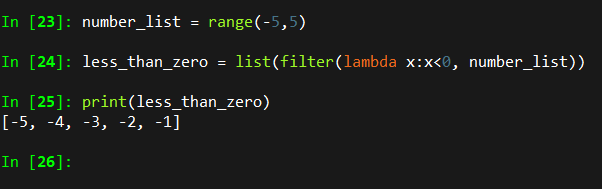 In [23]: number_list = range(-5,5)
In [24]: less_than_zero = list(filter(lambda x:x<0, number_list))
In [25]: print(less_than_zero)
[-5, -4, -3, -2, -1]
In [26]: